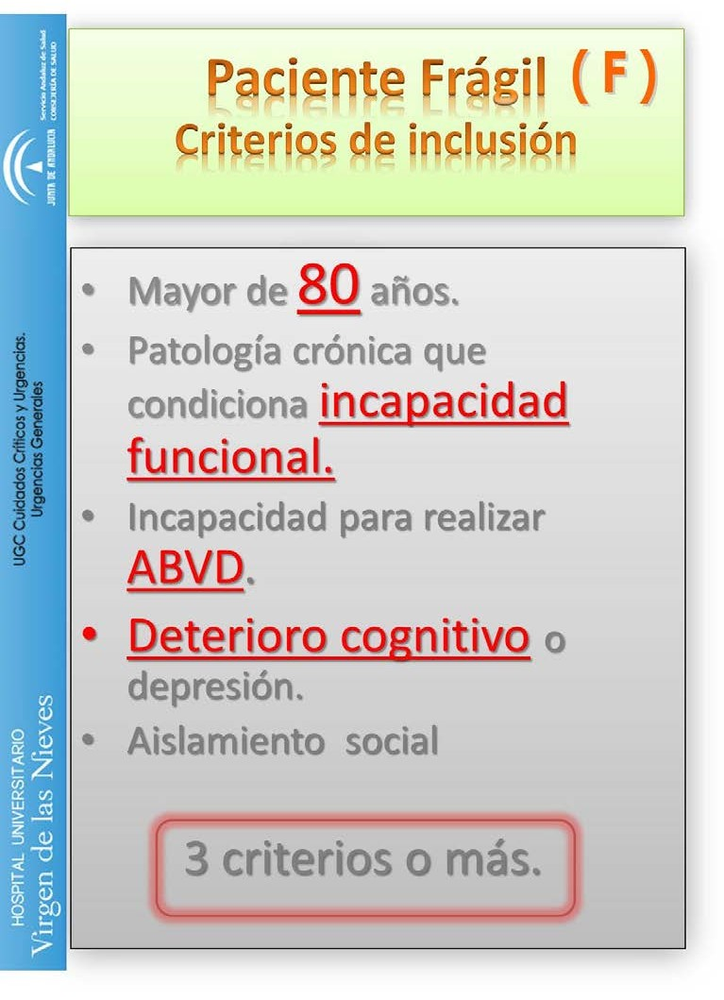 Paciente Frágil ( F )
Criterios de inclusión
• Mayor de 80 años.
• Patología crónica que
condiciona incapacidad
funcional.
• Incapacidad para realizar
ABVD.
• Deterioro cognitivo o
depresión.
• Aislamiento social
3 criterios o más.
Servicio Andaluz de Salud
CONSEJERÍA DE SALUD
JUNTA DE ANDALUCIA
UGC Cuidados Críticos y Urgencias.
Urgencias Generales
HOSPITAL UNIVERSITARIO
Virgen de las Nieves